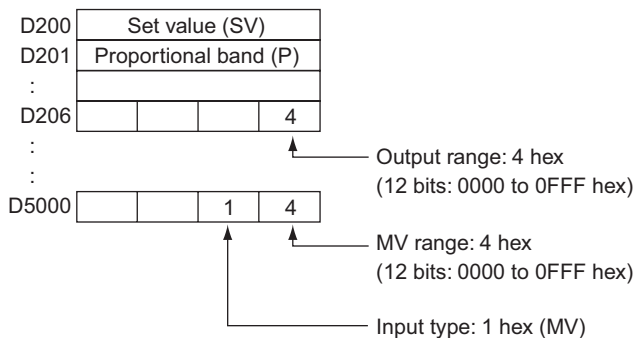 D200 Set value (SV)
D201 Proportional band (P)
:
D206 4
:
Output range: 4 hex
(12 bits: 0000 to 0FFF hex)
:
D5000 1 4
MV range: 4 hex
(12 bits: 0000 to 0FFF hex)
Input type: 1 hex (MV)